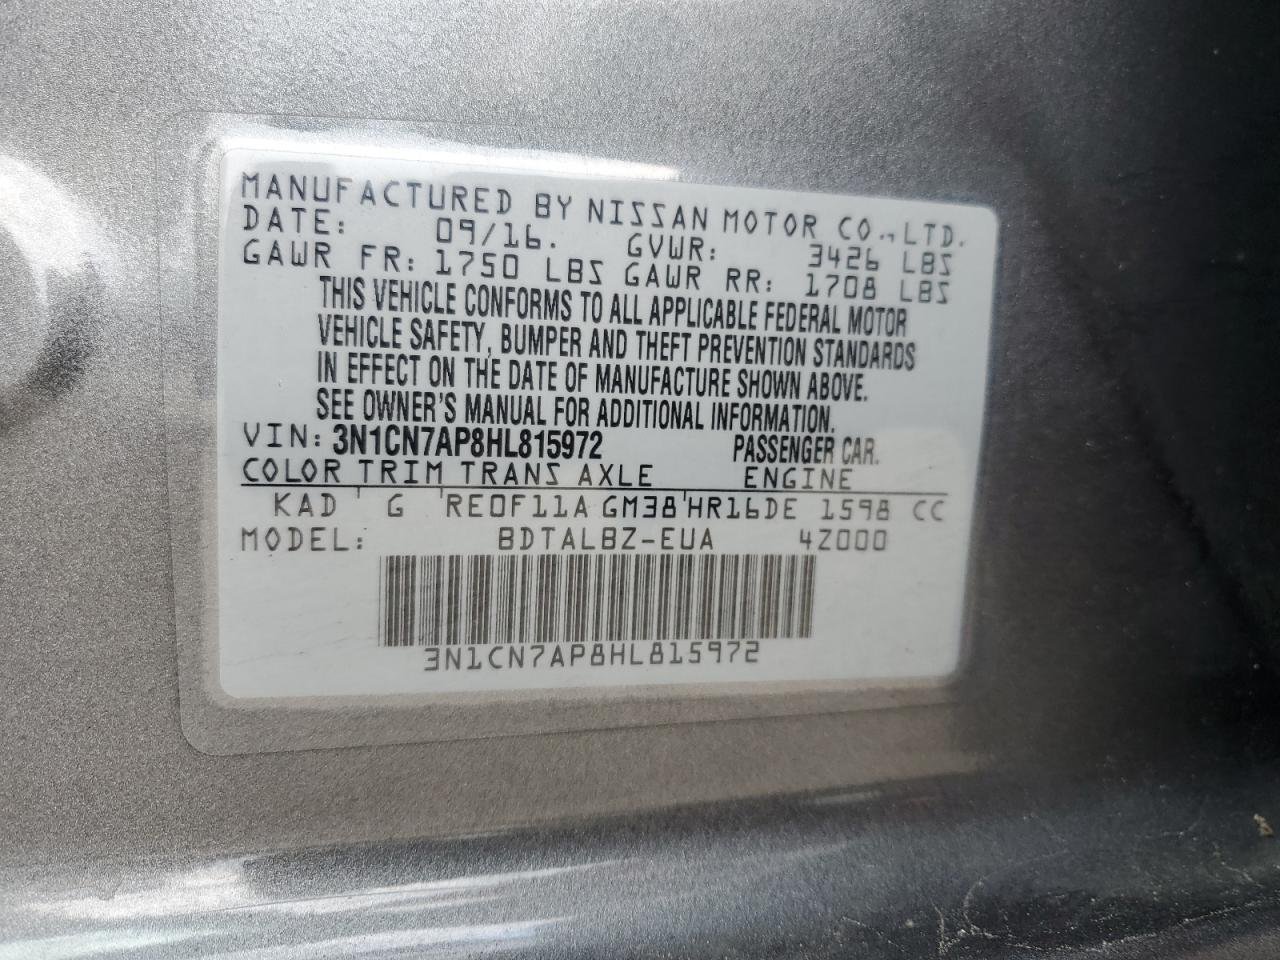 MANUFACTURED BY NISSAN MOTOR CO., LTD.
DATE: 09/16. GVWR: 3426 LBS
GAWR FR: 1750 LBS GAWR RR: 1708 LBS
THIS VEHICLE CONFORMS TO ALL APPLICABLE FEDERAL MOTOR
VEHICLE SAFETY, BUMPER AND THEFT PREVENTION STANDARDS
IN EFFECT ON THE DATE OF MANUFACTURE SHOWN ABOVE.
SEE OWNER'S MANUAL FOR ADDITIONAL INFORMATION.
VIN: 3N1CN7AP8HL815972 PASSENGER CAR.
COLOR TRIM TRANS AXLE ENGINE
KAD G RE0F11A GM38 HR16DE 1598 CC
MODEL: BDTALBZ-EUA 4Z000
3N1CN7AP8HL815972